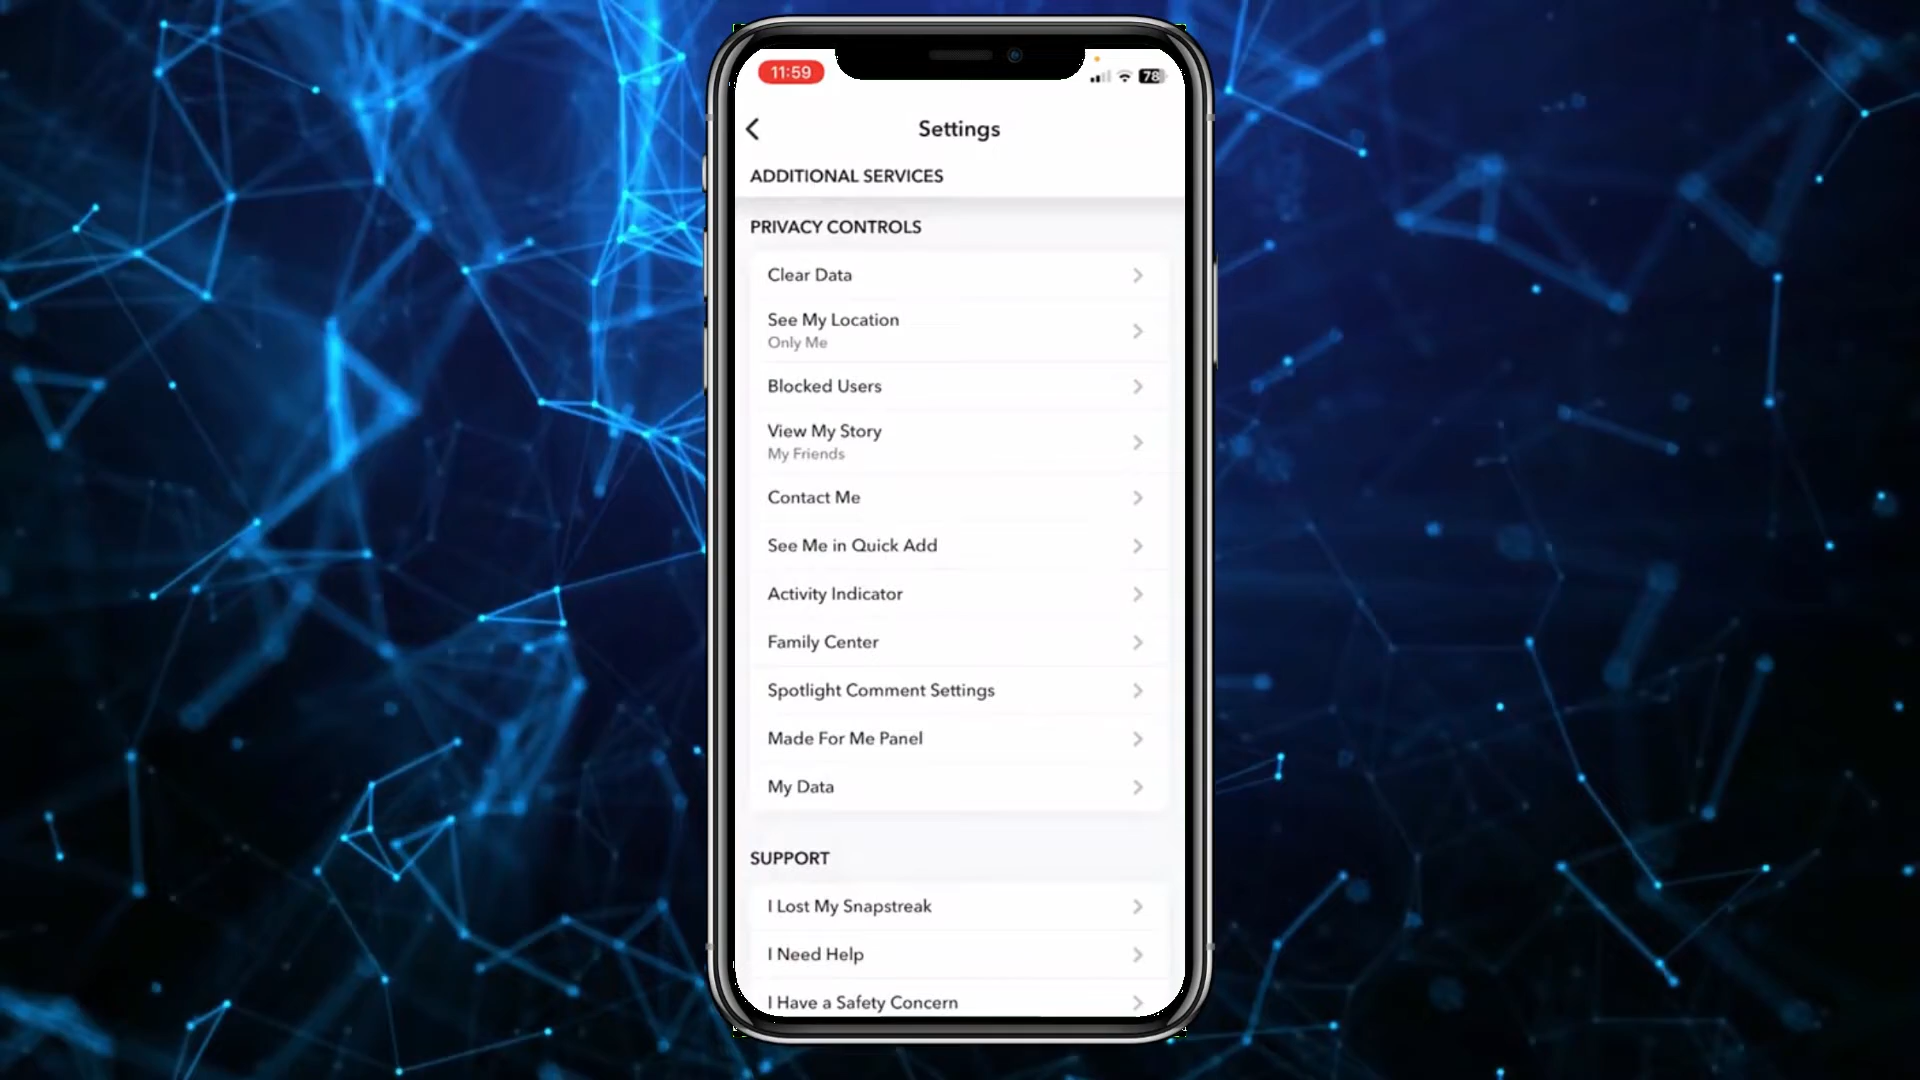 11:59
78
Settings
ADDITIONAL SERVICES
PRIVACY CONTROLS
Clear Data
See My Location
Only Me
Blocked Users
View My Story
My Friends
Contact Me
See Me in Quick Add
Activity Indicator
Family Center
Spotlight Comment Settings
Made For Me Panel
My Data
SUPPORT
I Lost My Snapstreak
I Need Help
I Have a Safety Concern